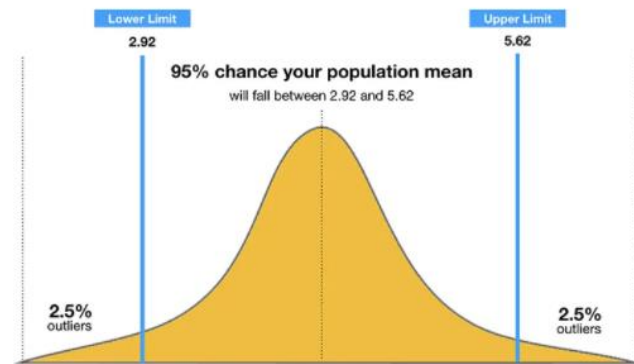 Lower Limit
Upper Limit
2.92
5.62
95% chance your population mean
will fall between 2.92 and 5.62
2.5%
outliers
2.5%
outliers